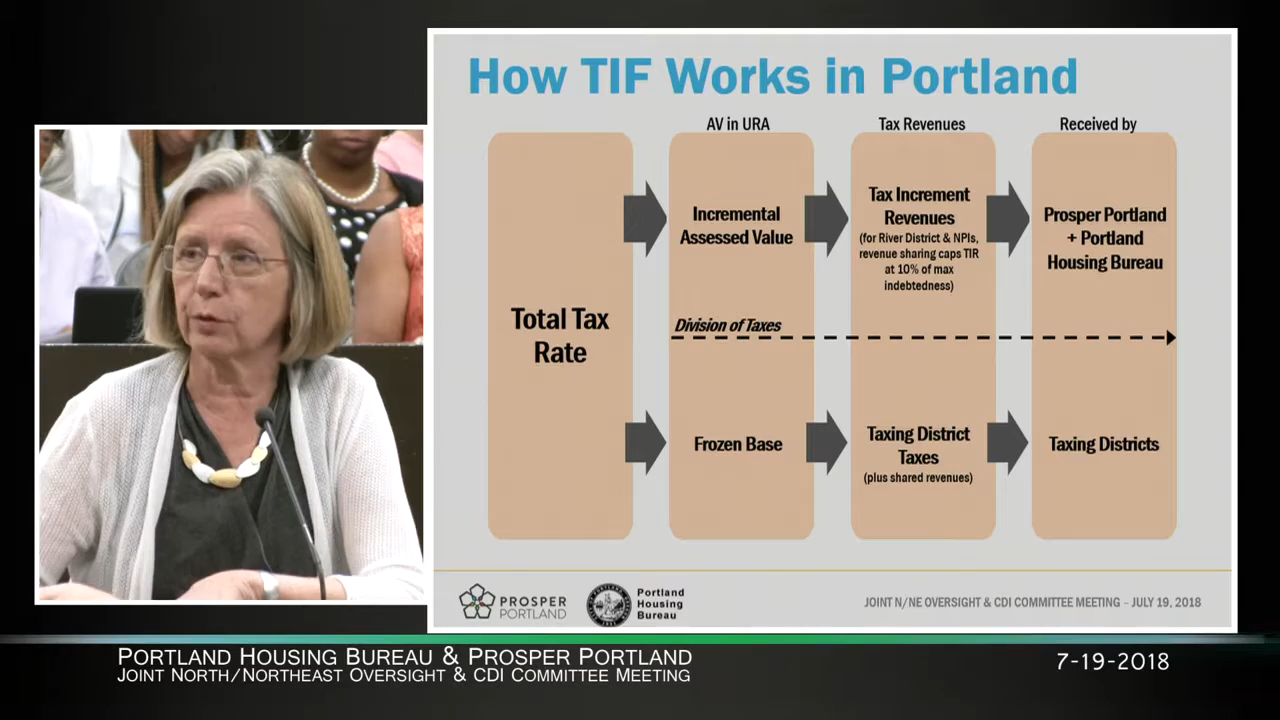 How TIF Works in Portland
AV in URA
Tax Revenues
Received by
Total Tax
Rate
Incremental
Assessed Value
Tax Increment
Revenues
(for River District & NPIs,
revenue sharing caps TIR
at 10% of max
indebtedness)
Prosper Portland
+ Portland
Housing Bureau
Division of Taxes
Frozen Base
Taxing District
Taxes
(plus shared revenues)
Taxing Districts
PROSPER
PORTLAND
Portland
Housing
Bureau
JOINT N/NE OVERSIGHT & CDI COMMITTEE MEETING – JULY 19, 2018
PORTLAND HOUSING BUREAU & PROSPER PORTLAND
JOINT NORTH/NORTHEAST OVERSIGHT & CDI COMMITTEE MEETING
7-19-2018